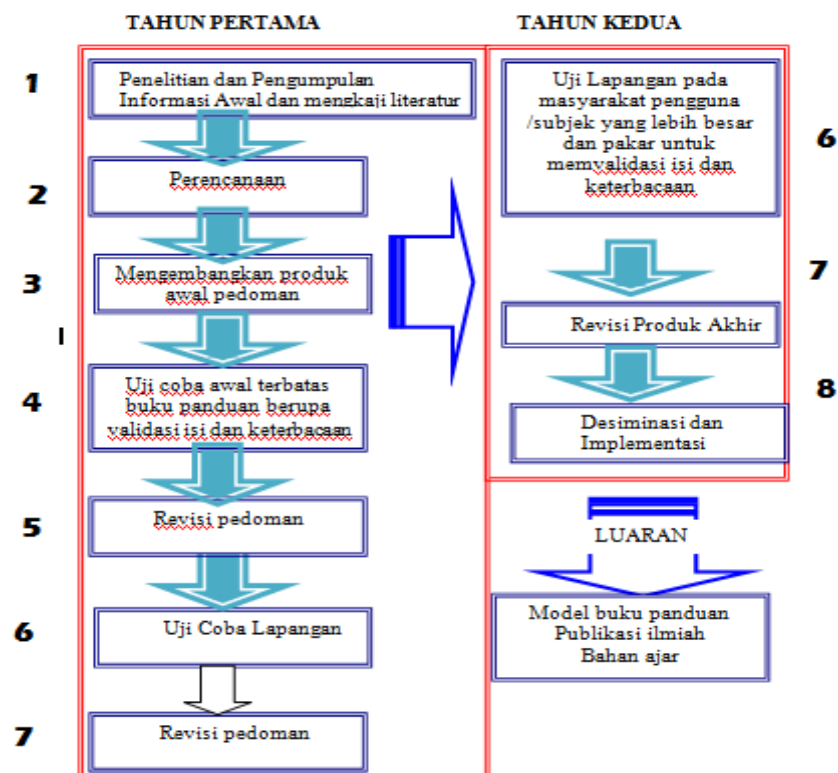 TAHUN PERTAMA
1
Penelitian dan Pengumpulan
Informasi Awal dan mengkaji literatur
2
Perencanaan
3
Mengembangkan produk
awal pedoman
4
Uji coba awal terbatas
buku panduan berupa
validasi isi dan keterbacaan
5
Revisi pedoman
6
Uji Coba Lapangan
7
Revisi pedoman
TAHUN KEDUA
Uji Lapangan pada
masyarakat pengguna
/subjek yang lebih besar
dan pakar untuk
memvalidasi isi dan
keterbacaan
6
7
Revisi Produk Akhir
8
Desiminasi dan
Implementasi
LUARAN
Model buku panduan
Publikasi ilmiah
Bahan ajar